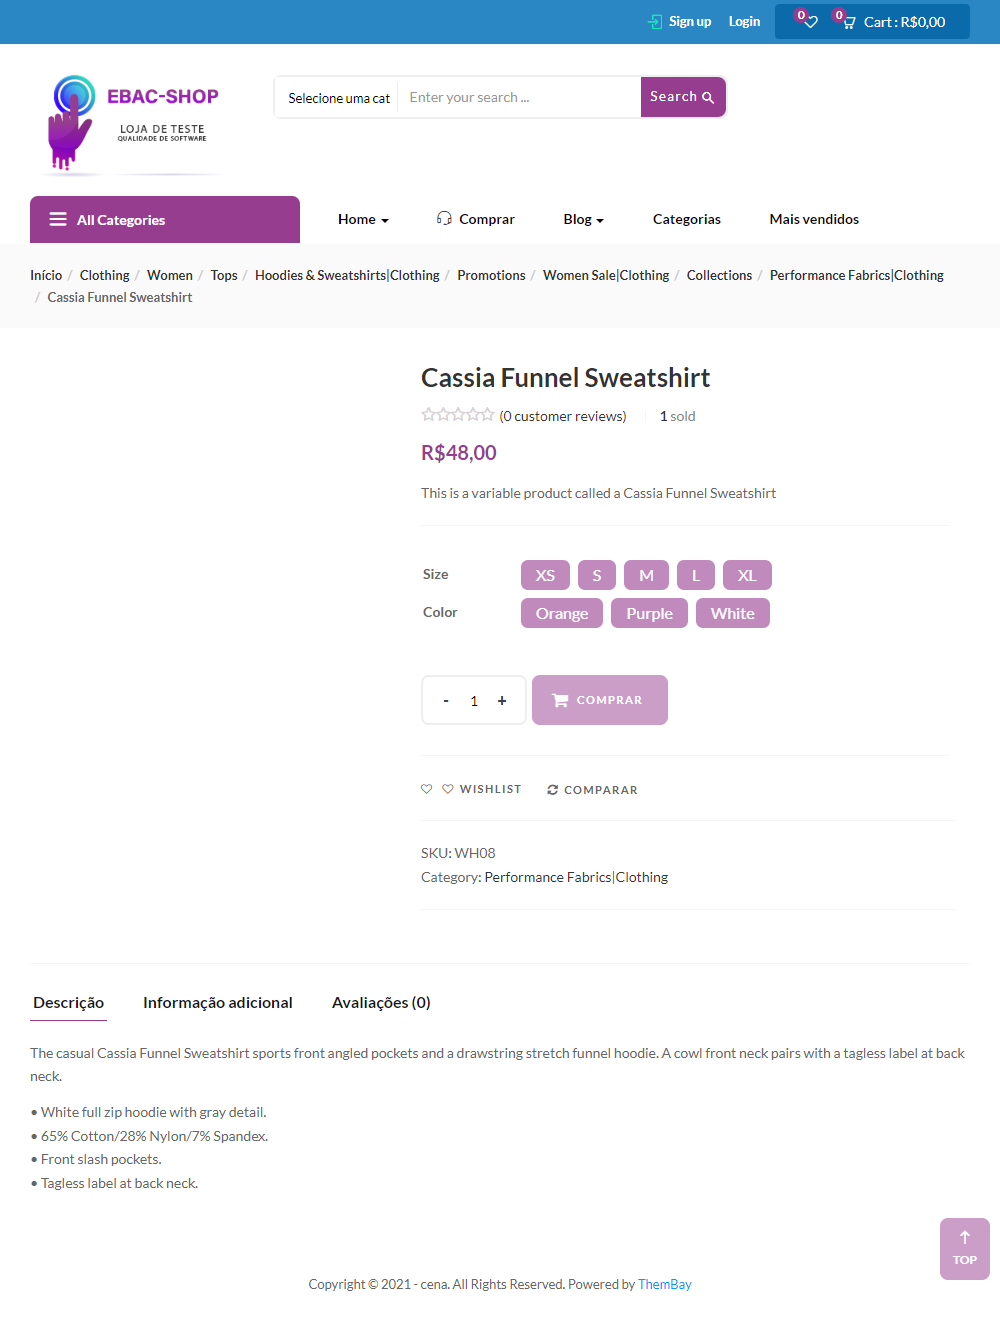 Sign up
Login
0
0
Cart : R$0,00
EBAC-SHOP
LOJA DE TESTE
QUALIDADE DE SOFTWARE
Selecione uma cat
Enter your search ...
Search
All Categories
Home
Comprar
Blog
Categorias
Mais vendidos
Início / Clothing / Women / Tops / Hoodies & Sweatshirts|Clothing / Promotions / Women Sale|Clothing / Collections / Performance Fabrics|Clothing
/ Cassia Funnel Sweatshirt
Cassia Funnel Sweatshirt
(0 customer reviews)
1 sold
R$48,00
This is a variable product called a Cassia Funnel Sweatshirt
Size
XS
S
M
L
XL
Color
Orange
Purple
White
- 1 +
COMPRAR
WISHLIST
COMPARAR
SKU: WH08
Category: Performance Fabrics|Clothing
Descrição
Informação adicional
Avaliações (0)
The casual Cassia Funnel Sweatshirt sports front angled pockets and a drawstring stretch funnel hoodie. A cowl front neck pairs with a tagless label at back
neck.
• White full zip hoodie with gray detail.
• 65% Cotton/28% Nylon/7% Spandex.
• Front slash pockets.
• Tagless label at back neck.
TOP
Copyright © 2021 - cena. All Rights Reserved. Powered by ThemBay